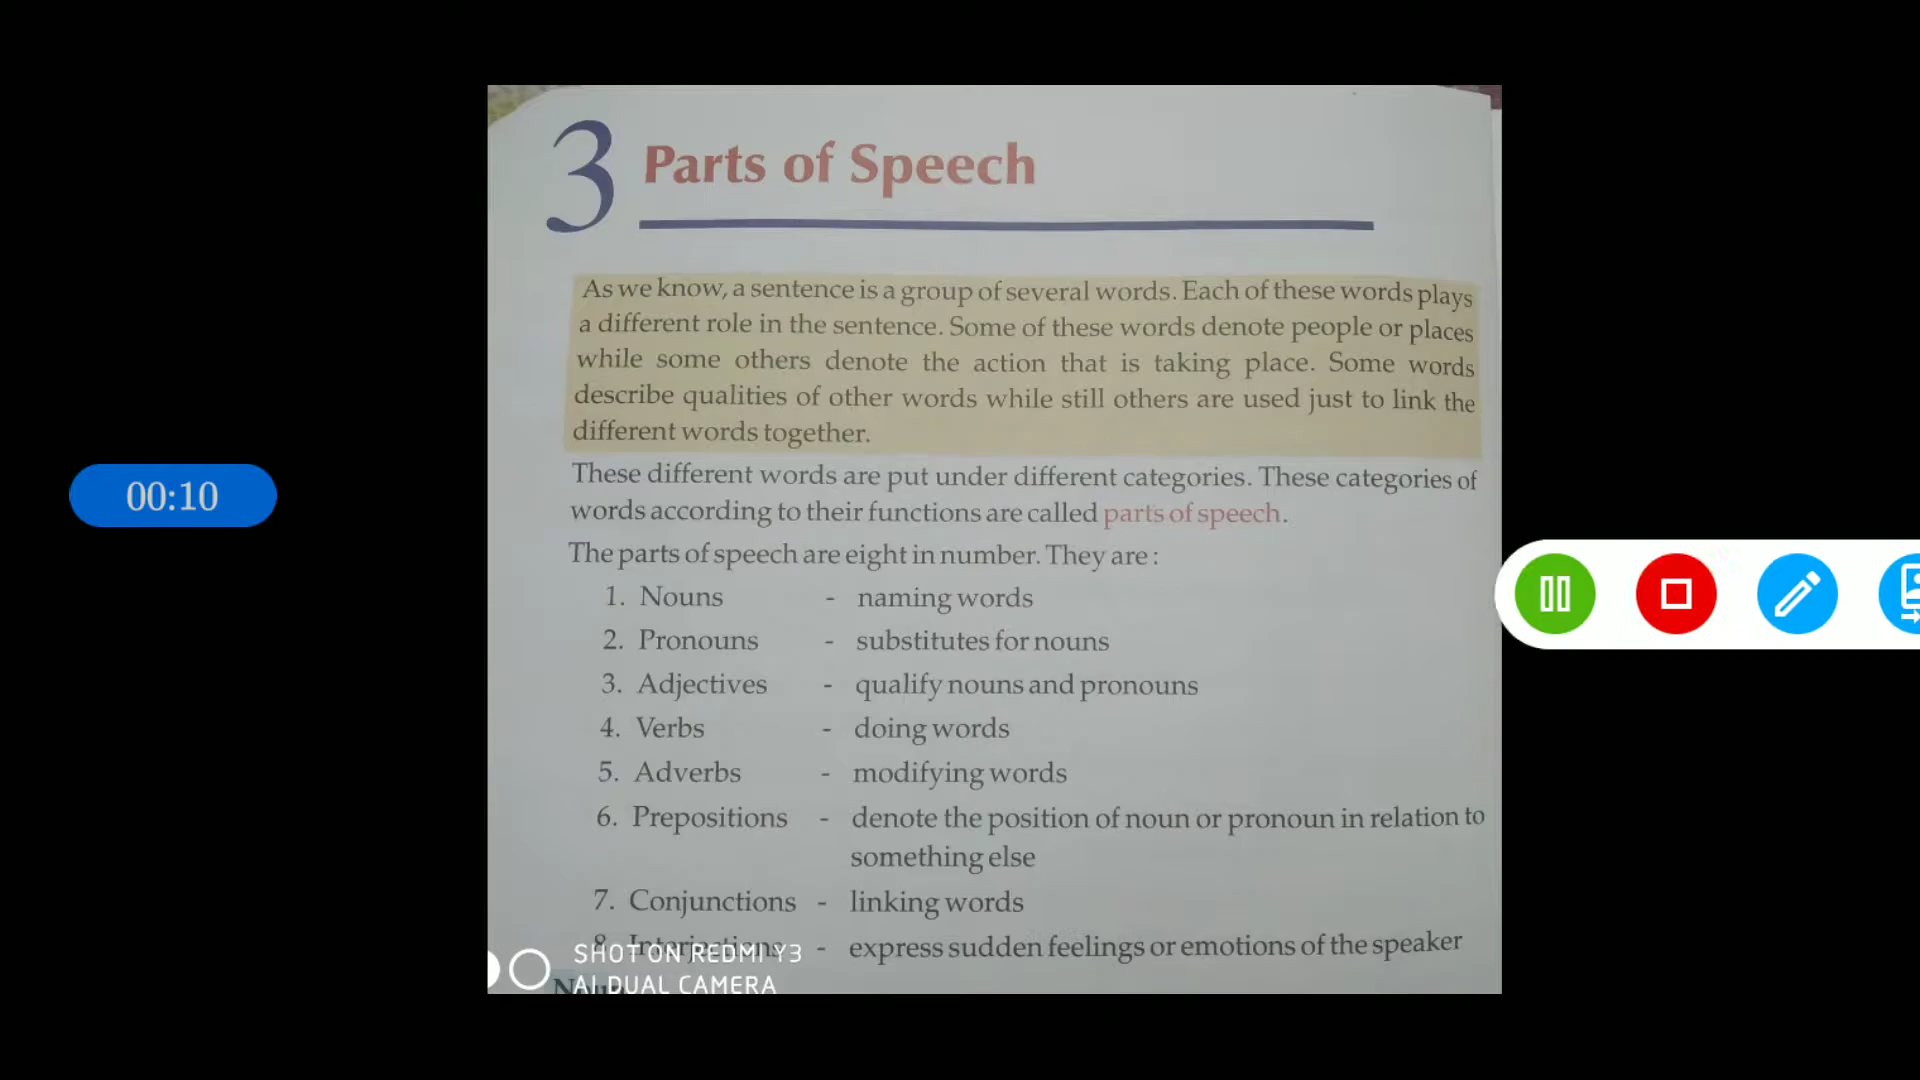 3 Parts of Speech
As we know, a sentence is a group of several words. Each of these words plays
a different role in the sentence. Some of these words denote people or places
while some others denote the action that is taking place. Some words
describe qualities of other words while still others are used just to link the
different words together.
These different words are put under different categories. These categories of
words according to their functions are called parts of speech.
The parts of speech are eight in number. They are :
1. Nouns - naming words
2. Pronouns - substitutes for nouns
3. Adjectives - qualify nouns and pronouns
4. Verbs - doing words
5. Adverbs - modifying words
6. Prepositions - denote the position of noun or pronoun in relation to
something else
7. Conjunctions - linking words
8. Interjections - express sudden feelings or emotions of the speaker
SHOT ON REDMI Y3
AI DUAL CAMERA
00:10